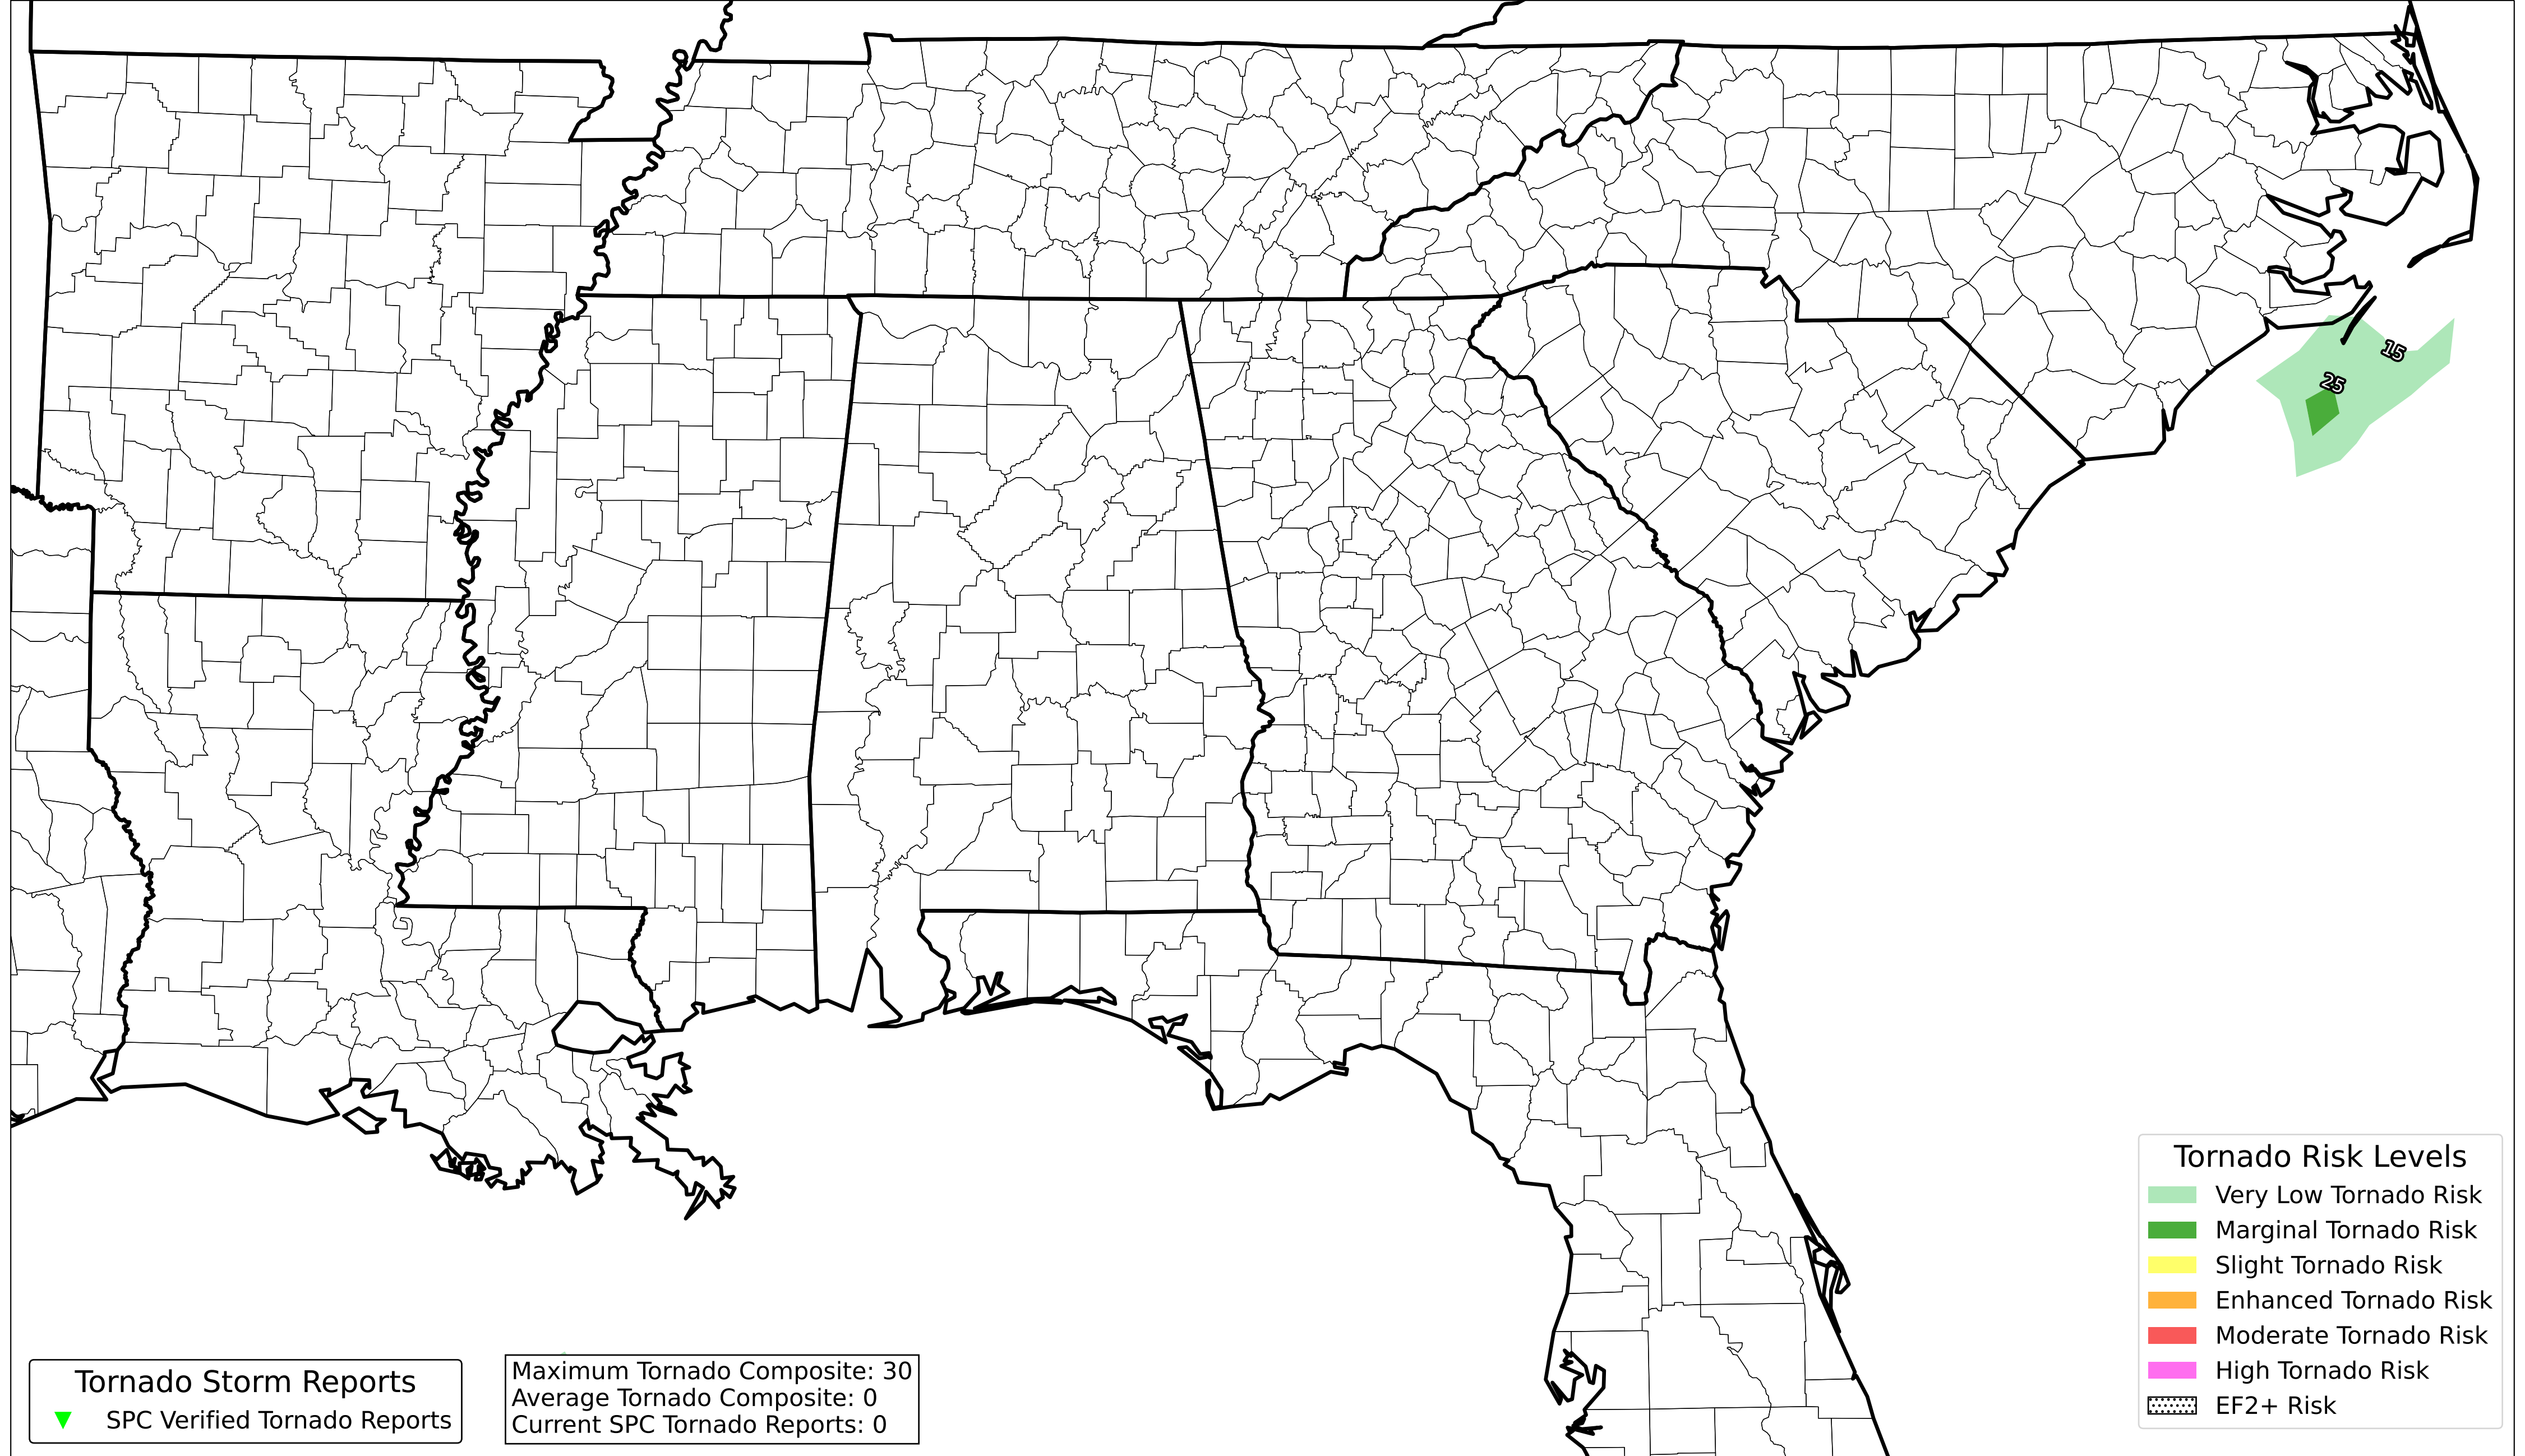 15
25
Tornado Risk Levels
Very Low Tornado Risk
Marginal Tornado Risk
Slight Tornado Risk
Enhanced Tornado Risk
Moderate Tornado Risk
High Tornado Risk
EF2+ Risk
Tornado Storm Reports
SPC Verified Tornado Reports
Maximum Tornado Composite: 30
Average Tornado Composite: 0
Current SPC Tornado Reports: 0